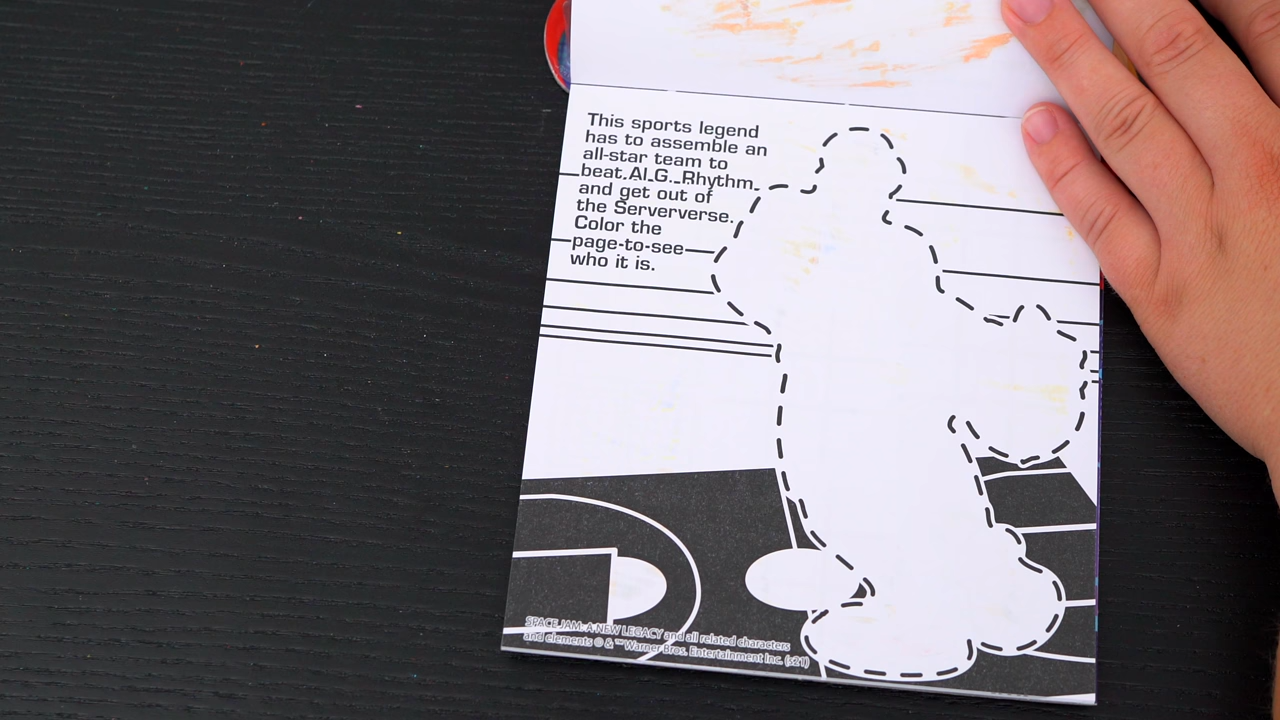 This sports legend
has to assemble an
all-star team to
beat Al G. Rhythm
and get out of
the Serververse.
Color the
page to see
who it is.
SPACE JAM: A NEW LEGACY and all related characters
and elements © & ™ Warner Bros. Entertainment Inc. (s21)